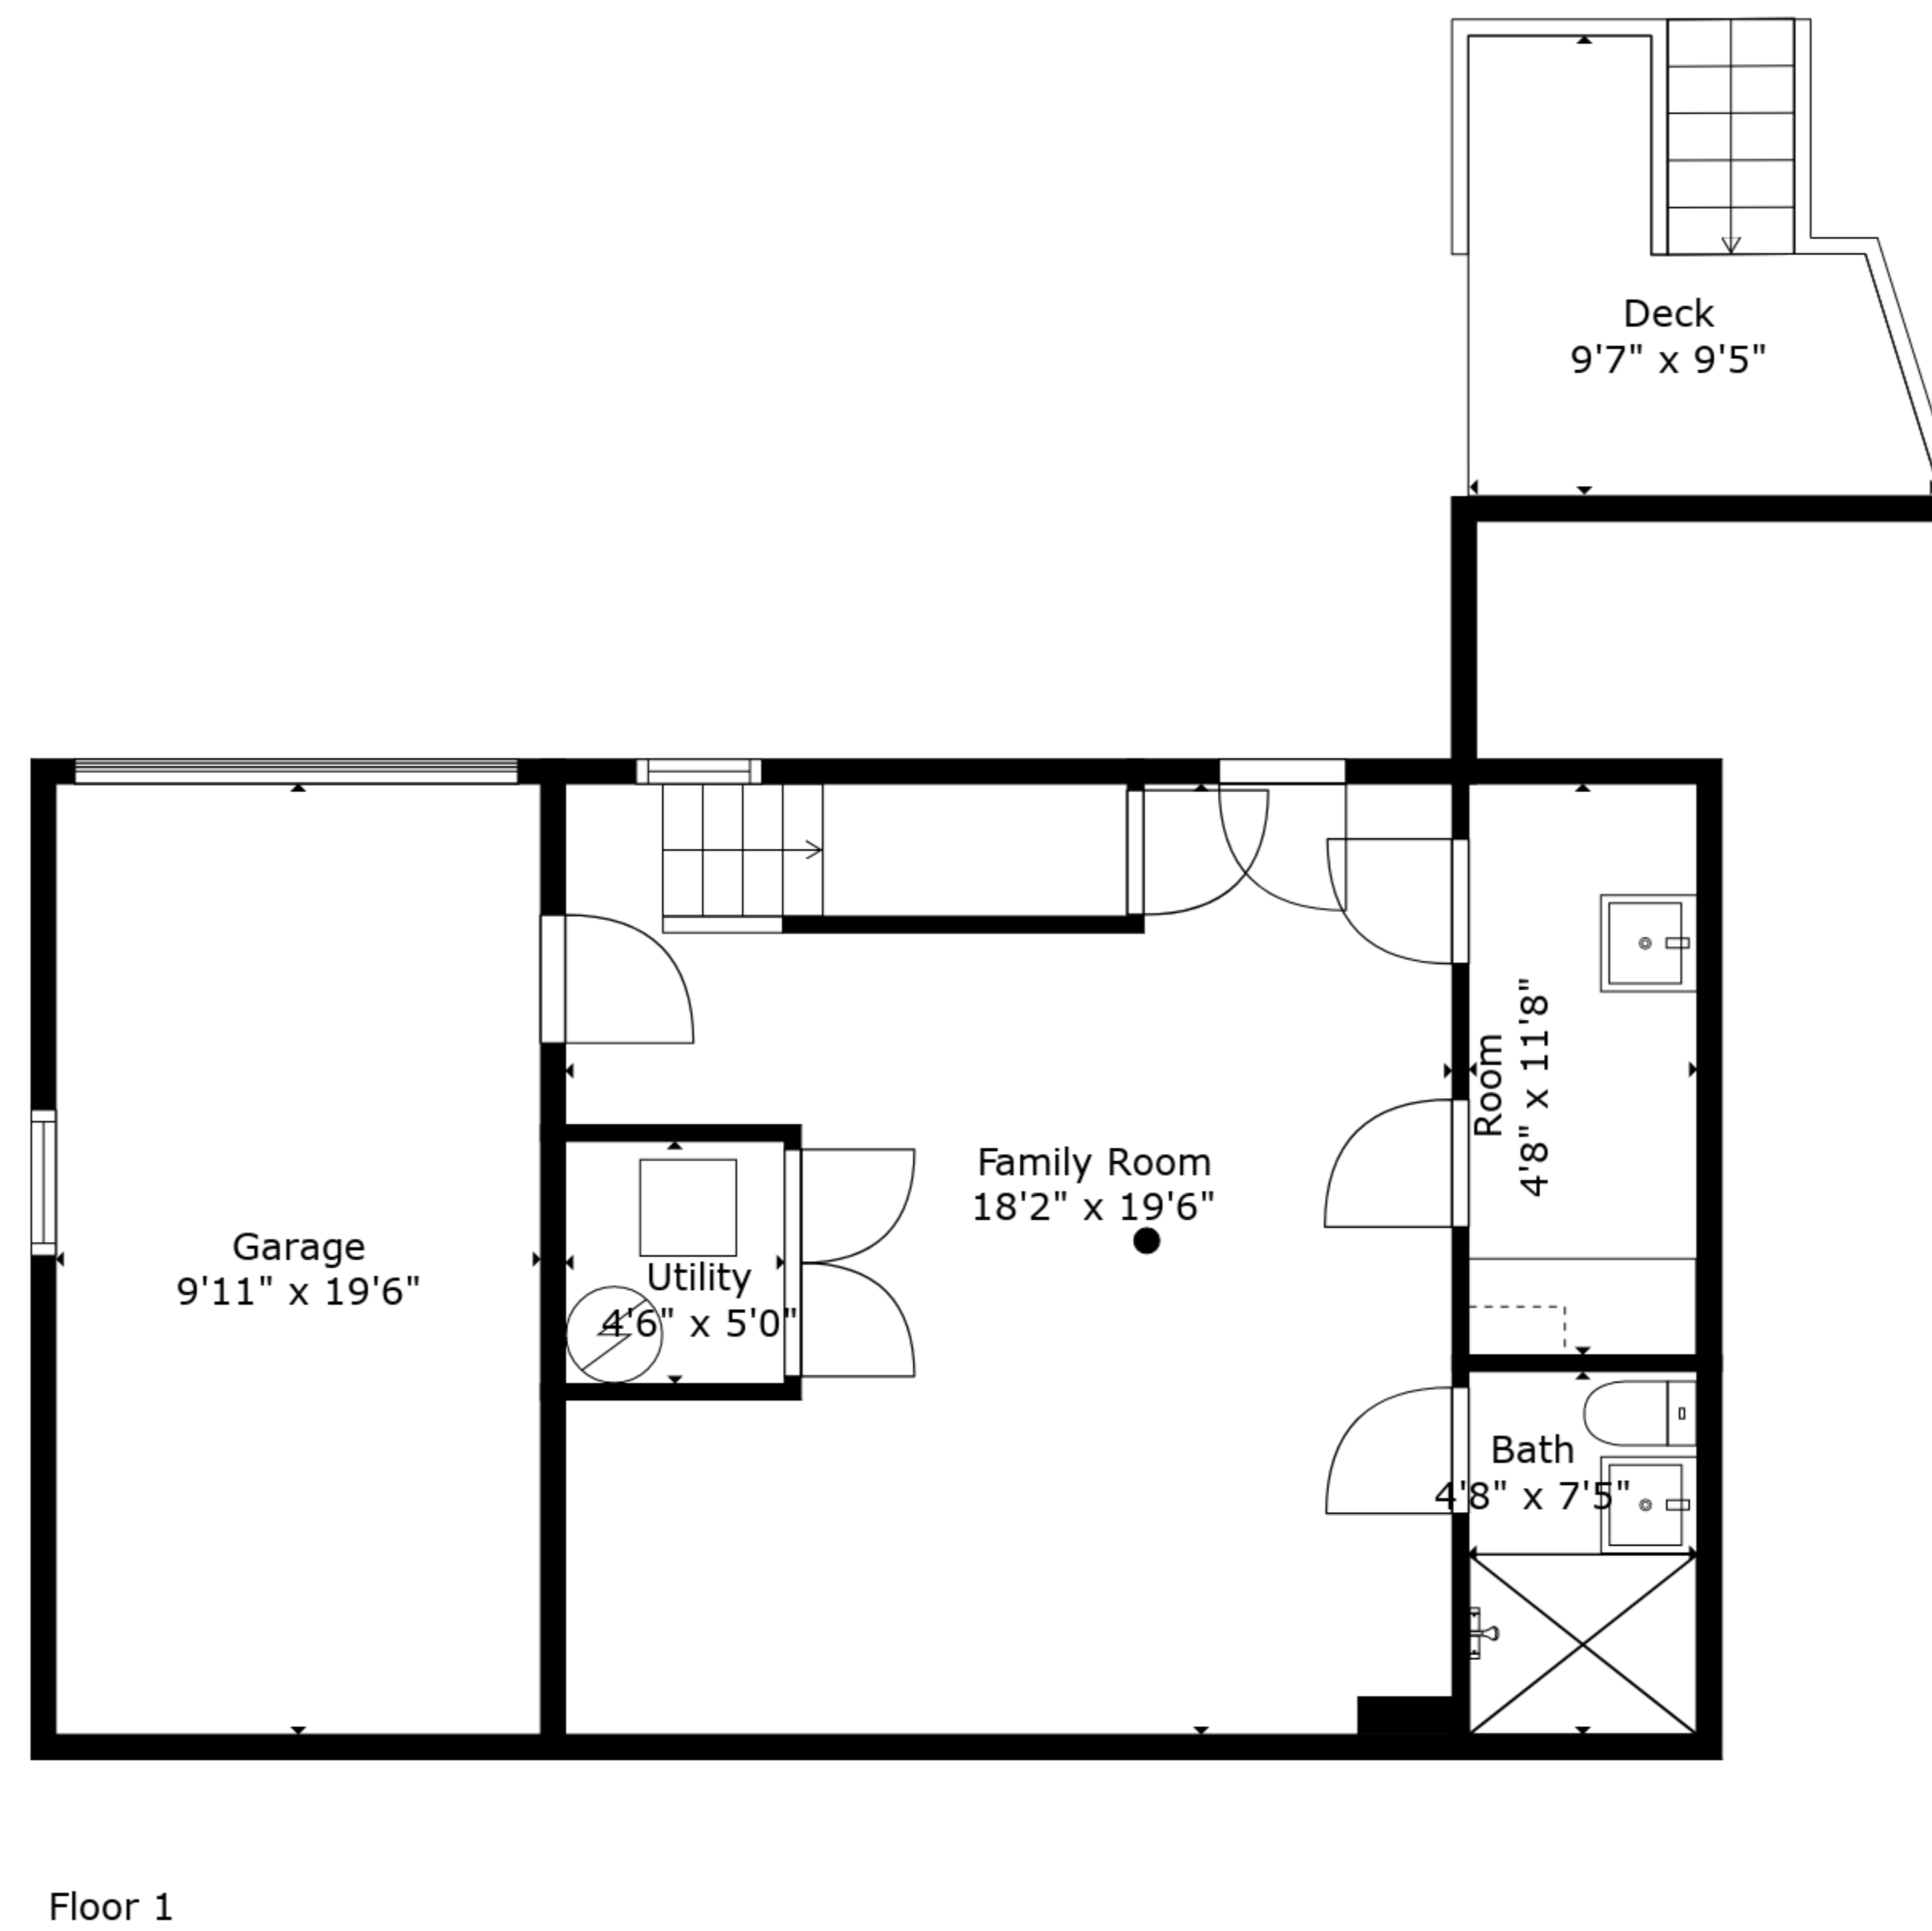 Deck
9'7" x 9'5"
Room
4'8" x 11'8"
Family Room
18'2" x 19'6"
Garage
9'11" x 19'6"
Utility
4'6" x 5'0"
Bath
4'8" x 7'5"
Floor 1